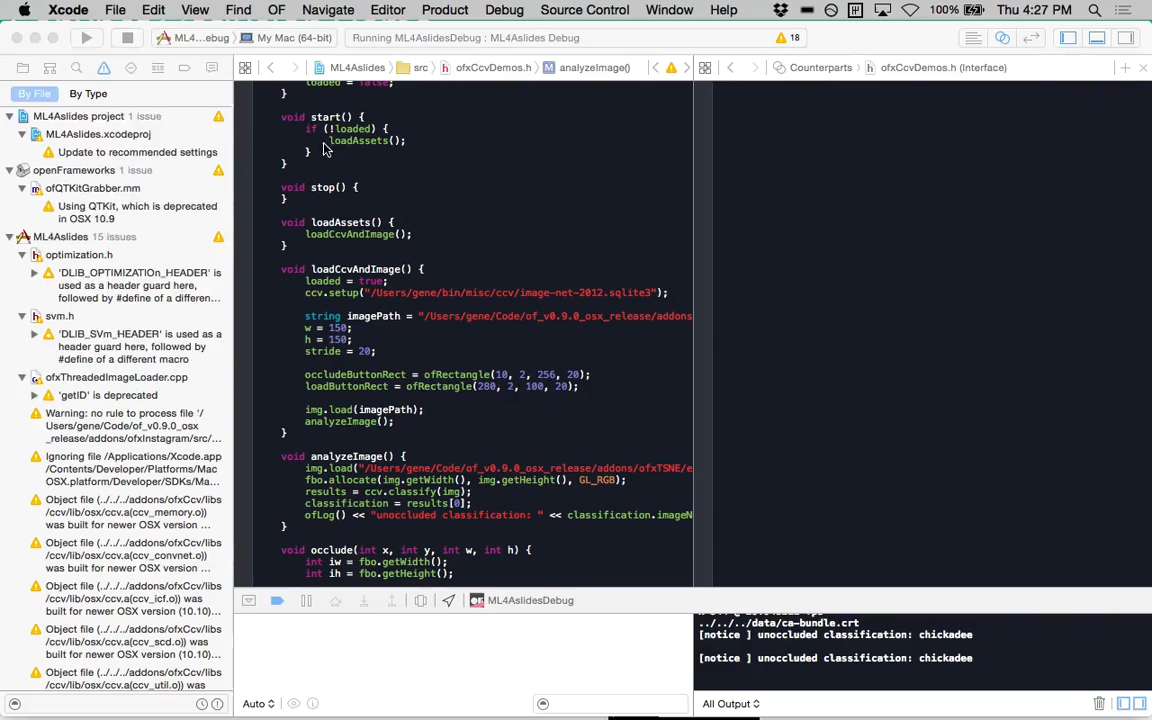 Xcode File Edit View Find OF Navigate Editor Product Debug Source Control Window Help 100% Thu 4:27 PM
ML4...ebug My Mac (64-bit) Running ML4AslidesDebug : ML4Aslides Debug 18
ML4Aslides src ofxCcvDemos.h analyzeImage() Counterparts ofxCcvDemos.h (Interface)
By File By Type
ML4Aslides project 1 issue
ML4Aslides.xcodeproj
Update to recommended settings
openFrameworks 1 issue
ofQTKitGrabber.mm
Using QTKit, which is deprecated
in OSX 10.9
ML4Aslides 15 issues
optimization.h
'DLIB_OPTIMIZATIOn_HEADER' is
used as a header guard here,
followed by #define of a differen...
svm.h
'DLIB_SVm_HEADER' is used as a
header guard here, followed by
#define of a different macro
ofxThreadedImageLoader.cpp
'getID' is deprecated
Warning: no rule to process file '/
Users/gene/Code/of_v0.9.0_osx
_release/addons/ofxInstagram/src/...
Ignoring file /Applications/Xcode.app
/Contents/Developer/Platforms/Mac
OSX.platform/Developer/SDKs/Ma...
Object file (../../../addons/ofxCcv/libs
/ccv/lib/osx/ccv.a(ccv_memory.o))
was built for newer OSX version ...
Object file (../../../addons/ofxCcv/libs
/ccv/lib/osx/ccv.a(ccv_convnet.o))
was built for newer OSX version ...
Object file (../../../addons/ofxCcv/libs
/ccv/lib/osx/ccv.a(ccv_icf.o)) was
built for newer OSX version (10.10)...
Object file (../../../addons/ofxCcv/libs
/ccv/lib/osx/ccv.a(ccv_scd.o)) was
built for newer OSX version (10.10)...
Object file (../../../addons/ofxCcv/libs
/ccv/lib/osx/ccv.a(ccv_util.o)) was
loaded = false;
}
void start() {
if (!loaded) {
loadAssets();
}
}
void stop() {
}
void loadAssets() {
loadCcvAndImage();
}
void loadCcvAndImage() {
loaded = true;
ccv.setup("/Users/gene/bin/misc/ccv/image-net-2012.sqlite3");
string imagePath = "/Users/gene/Code/of_v0.9.0_osx_release/addons
w = 150;
h = 150;
stride = 20;
occludeButtonRect = ofRectangle(10, 2, 256, 20);
loadButtonRect = ofRectangle(280, 2, 100, 20);
img.load(imagePath);
analyzeImage();
}
void analyzeImage() {
img.load("/Users/gene/Code/of_v0.9.0_osx_release/addons/ofxTSNE/e
fbo.allocate(img.getWidth(), img.getHeight(), GL_RGB);
results = ccv.classify(img);
classification = results[0];
ofLog() << "unoccluded classification: " << classification.imageN
}
void occlude(int x, int y, int w, int h) {
int iw = fbo.getWidth();
int ih = fbo.getHeight();
ML4AslidesDebug
../../../data/ca-bundle.crt
[notice ] unoccluded classification: chickadee
[notice ] unoccluded classification: chickadee
Auto All Output